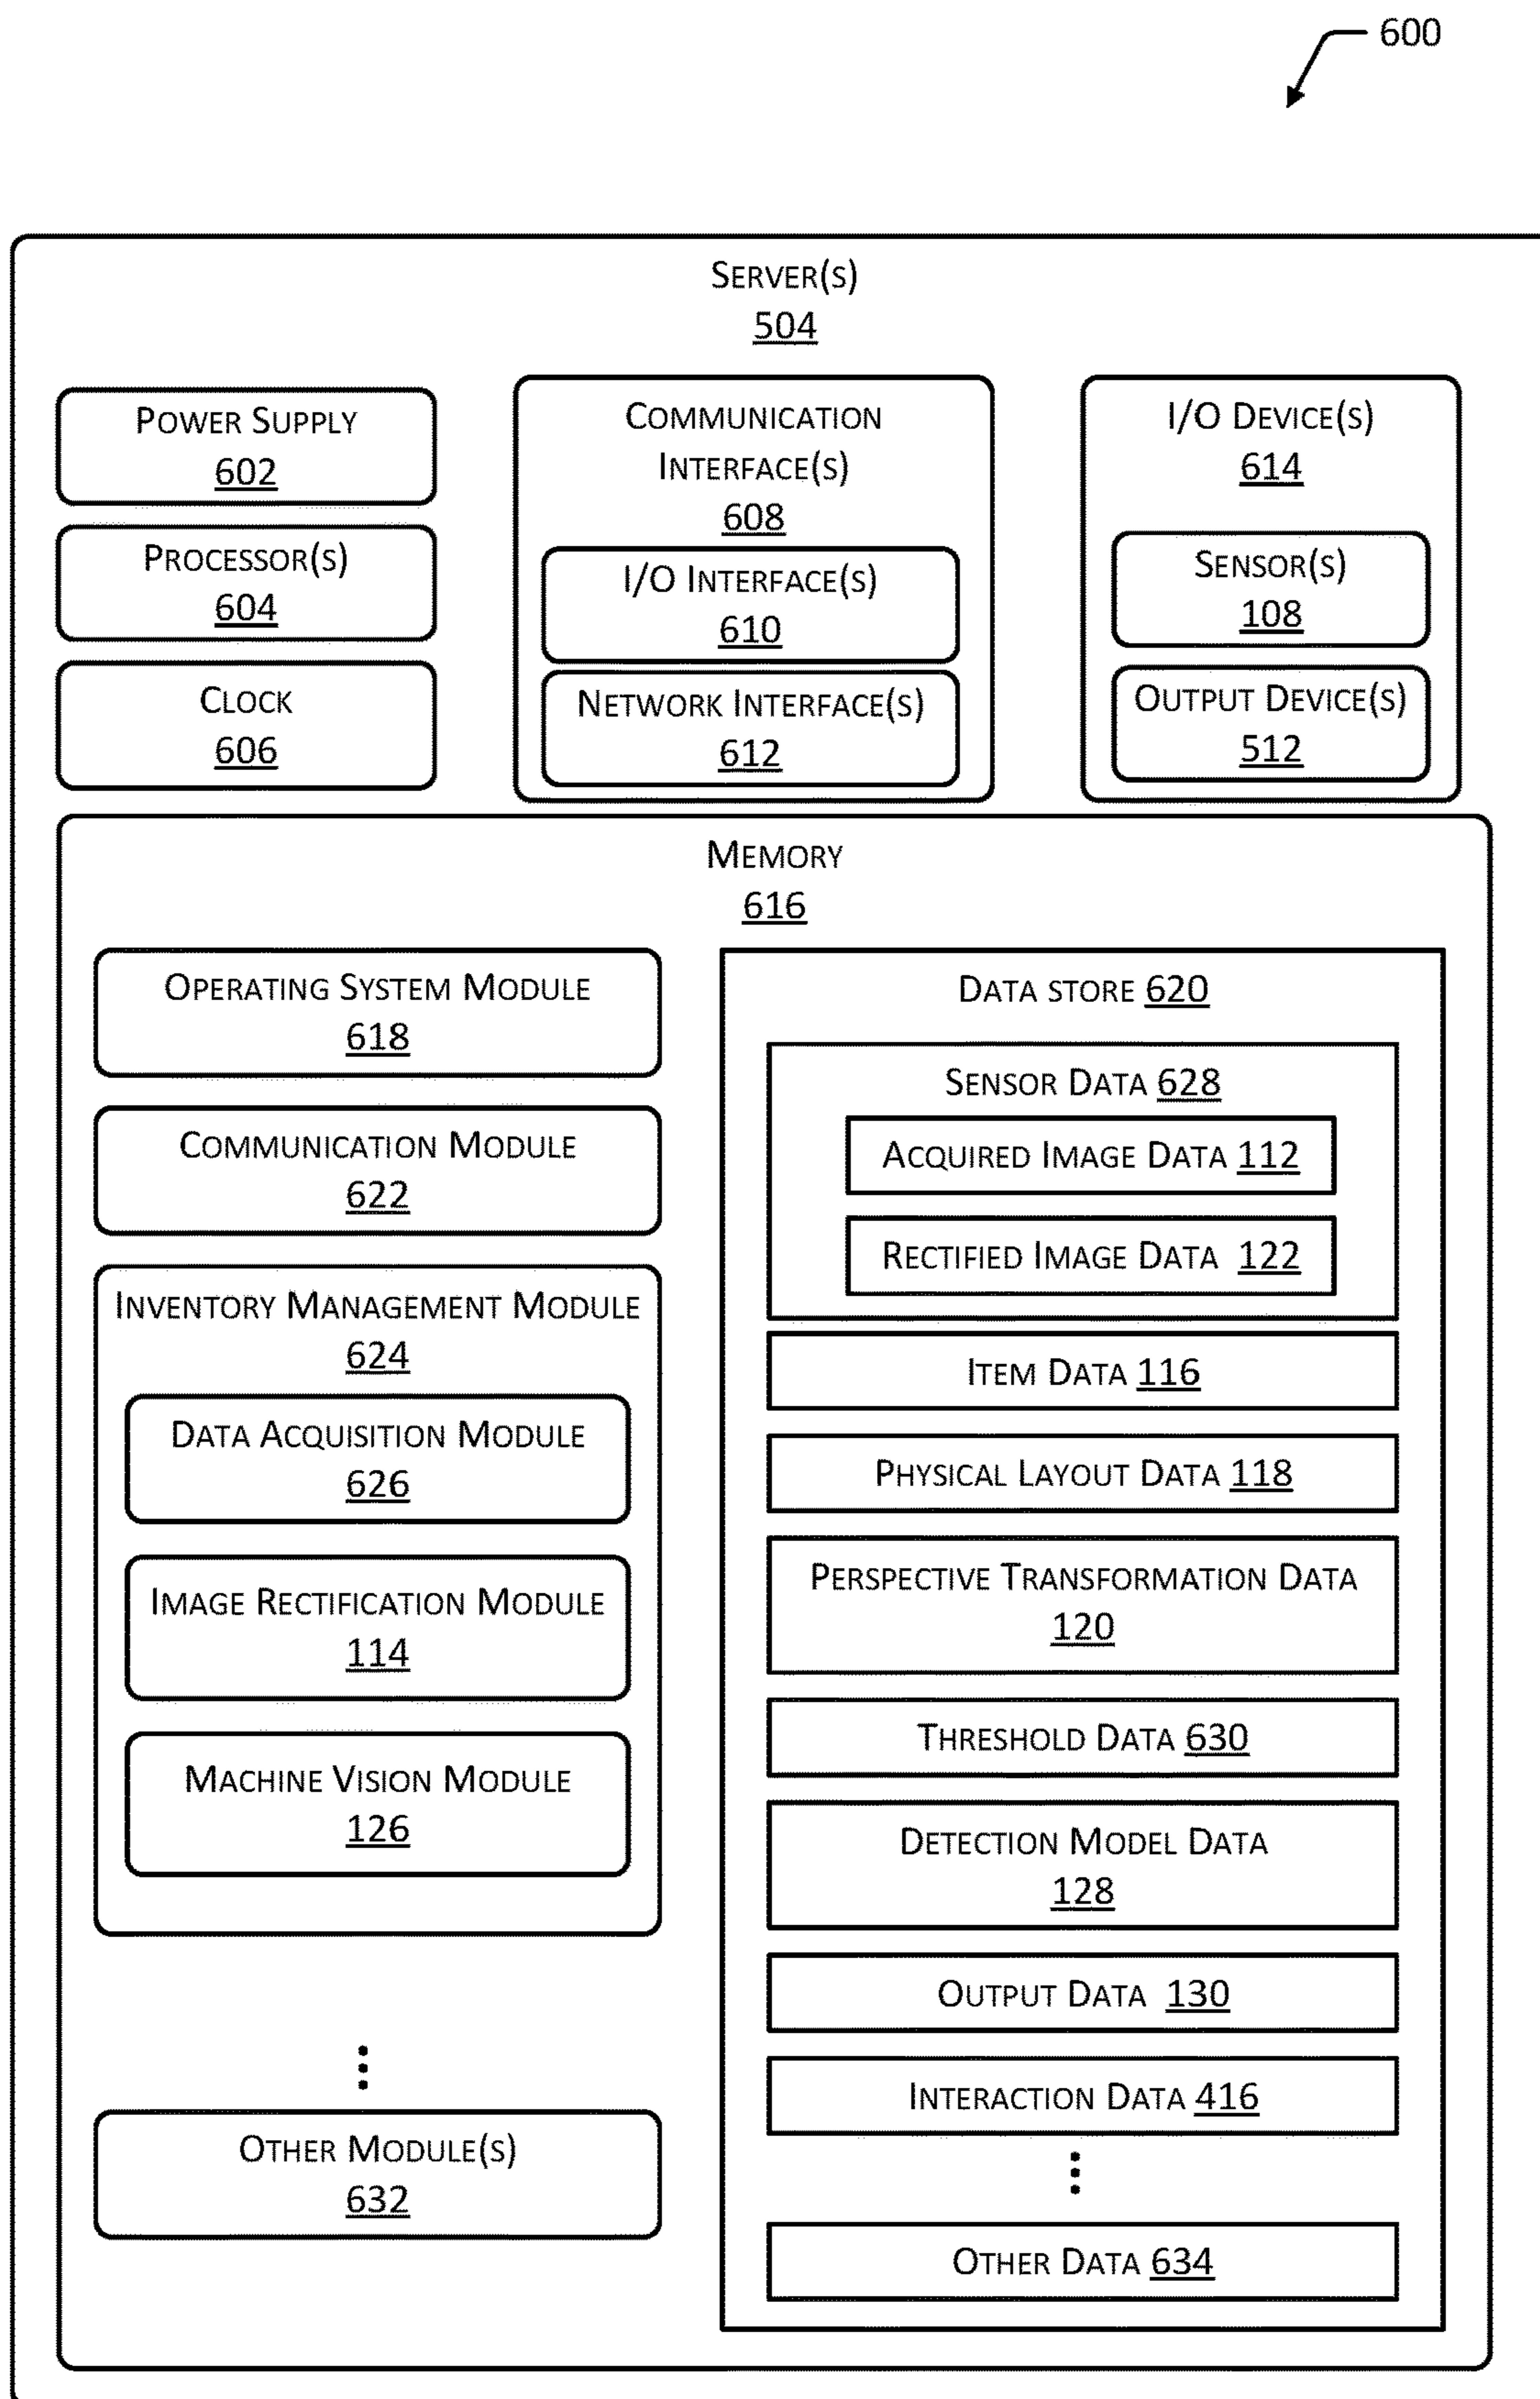 600
SERVER(S)
504
POWER SUPPLY
602
PROCESSOR(S)
604
CLOCK
606
COMMUNICATION
INTERFACE(S)
608
I/O INTERFACE(S)
610
NETWORK INTERFACE(S)
612
I/O DEVICE(S)
614
SENSOR(S)
108
OUTPUT DEVICE(S)
512
MEMORY
616
OPERATING SYSTEM MODULE
618
COMMUNICATION MODULE
622
INVENTORY MANAGEMENT MODULE
624
DATA ACQUISITION MODULE
626
IMAGE RECTIFICATION MODULE
114
MACHINE VISION MODULE
126
OTHER MODULE(S)
632
DATA STORE 620
SENSOR DATA 628
ACQUIRED IMAGE DATA 112
RECTIFIED IMAGE DATA 122
ITEM DATA 116
PHYSICAL LAYOUT DATA 118
PERSPECTIVE TRANSFORMATION DATA
120
THRESHOLD DATA 630
DETECTION MODEL DATA
128
OUTPUT DATA 130
INTERACTION DATA 416
OTHER DATA 634